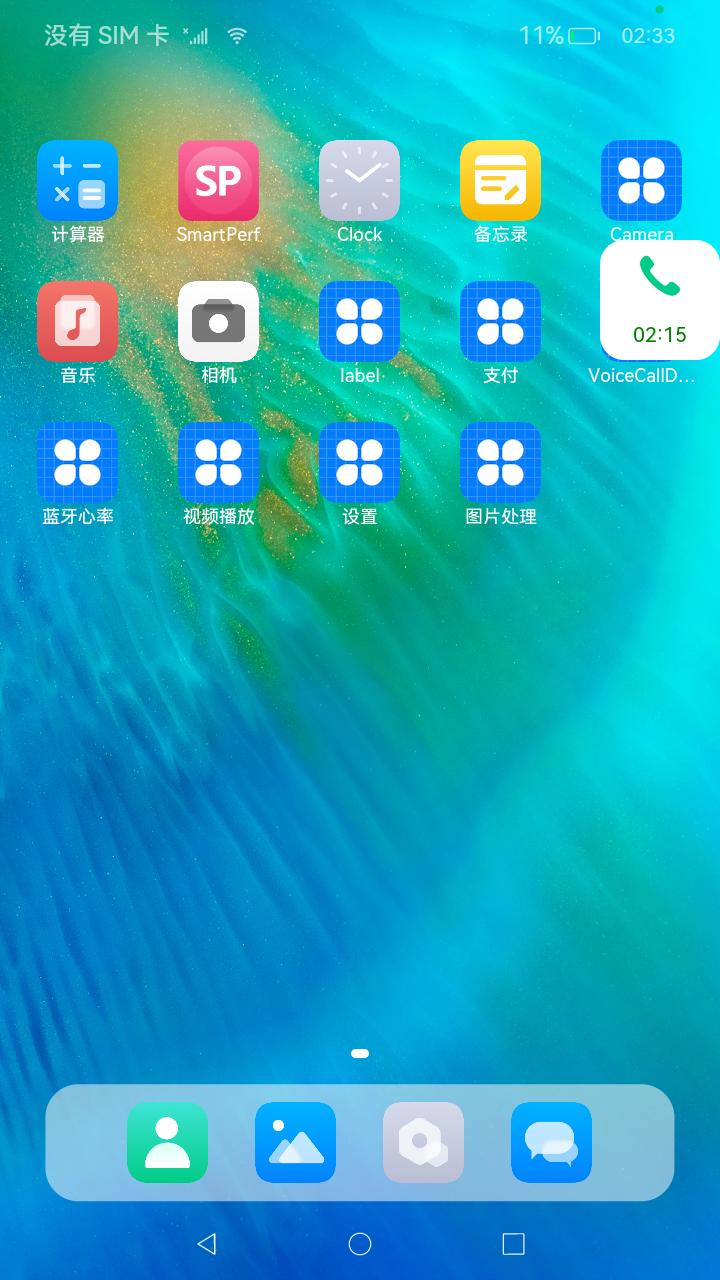 没有 SIM 卡
11%
02:33
SP
计算器
SmartPerf
Clock
备忘录
Camera
02:15
音乐
相机
label
支付
VoiceCallD...
蓝牙心率
视频播放
设置
图片处理